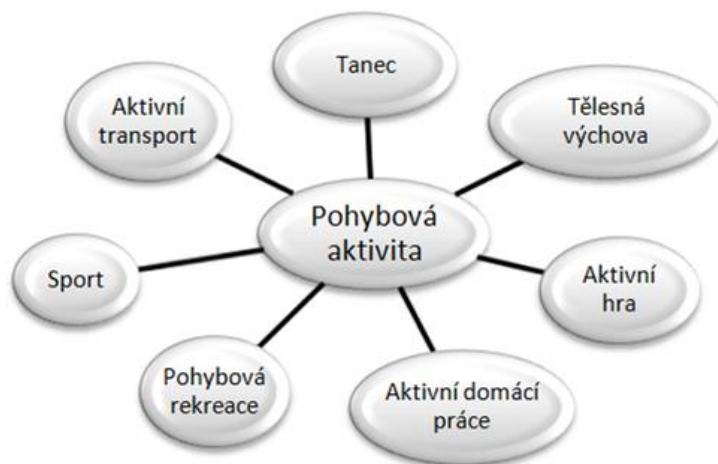 Tanec
Aktivní
transport
Tělesná
výchova
Pohybová
aktivita
Sport
Aktivní
hra
Pohybová
rekreace
Aktivní domácí
práce